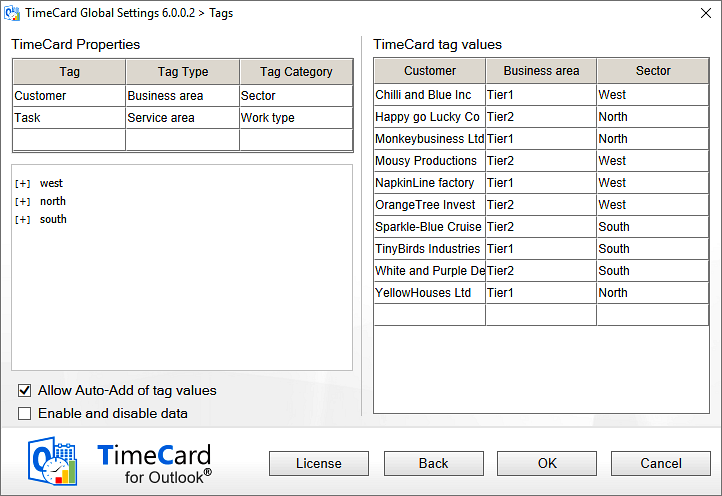 TimeCard Global Settings 6.0.0.2 > Tags
TimeCard Properties
Tag Tag Type Tag Category
Customer Business area Sector
Task Service area Work type
[+] west
[+] north
[+] south
Allow Auto-Add of tag values
Enable and disable data
TimeCard tag values
Customer Business area Sector
Chilli and Blue Inc Tier1 West
Happy go Lucky Co Tier2 North
Monkeybusiness Ltd Tier1 North
Mousy Productions Tier2 West
NapkinLine factory Tier1 West
OrangeTree Invest Tier2 West
Sparkle-Blue Cruise Tier2 South
TinyBirds Industries Tier1 South
White and Purple De Tier2 South
YellowHouses Ltd Tier1 North
TimeCard
for Outlook®
License Back OK Cancel